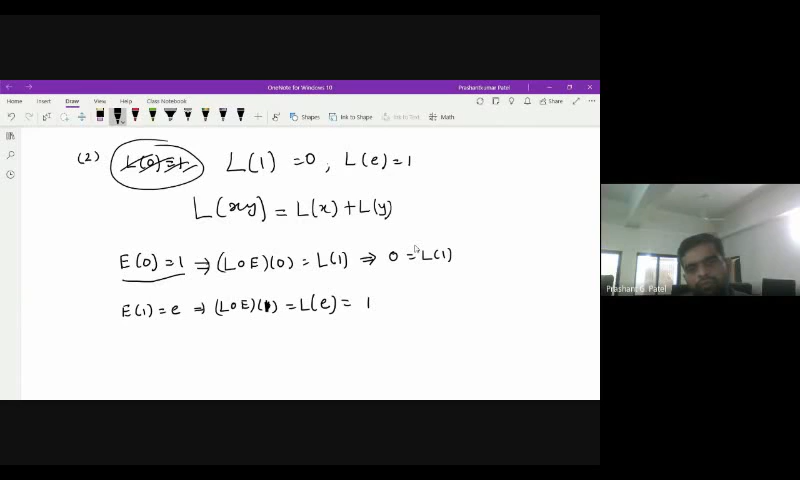 OneNote for Windows 10
Prashantkumar Patel
Home Insert Draw View Help Class Notebook
Share
Shapes Ink to Shape Ink to Text Math
(2) L(0)=1 L(1) =0 , L(e)=1
L(xy) = L(x) + L(y)
E(0) = 1 ⇒ (L∘E)(0) = L(1) ⇒ 0 = L(1)
E(1) = e ⇒ (L∘E)(1) = L(e) = 1
Prashant G. Patel